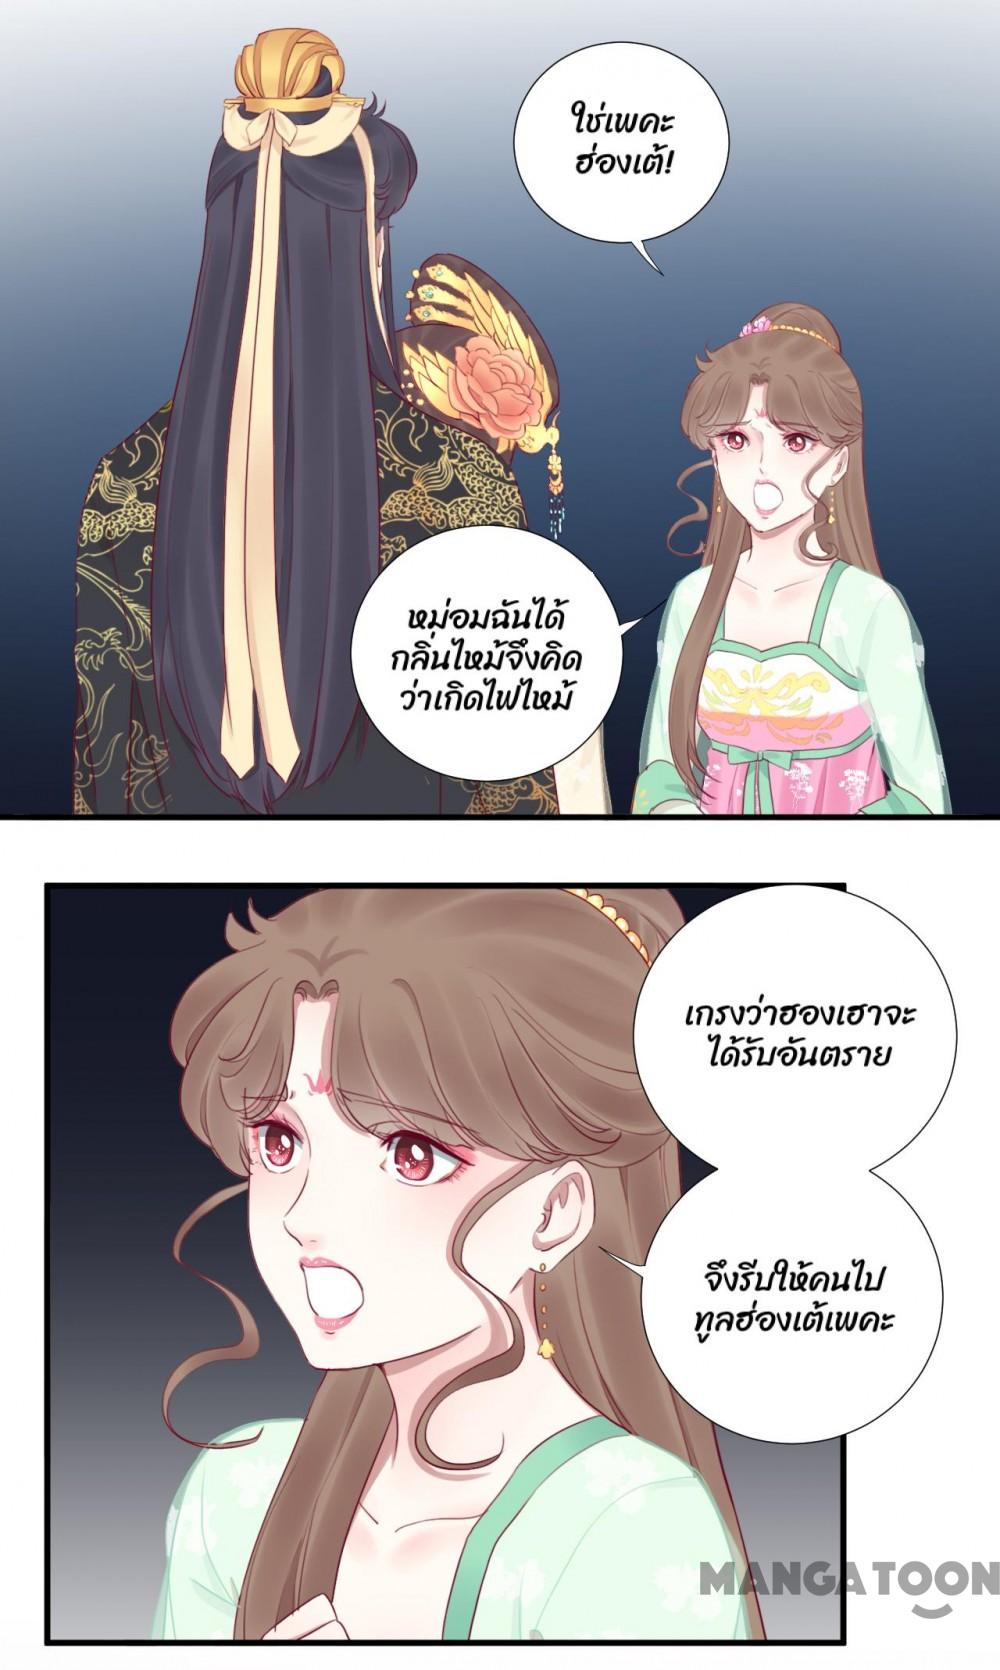 ใช่เพคะ
ฮ่องเต้!
หม่อมฉันได้
กลิ่นไหม้จึงคิด
ว่าเกิดไฟไหม้
เกรงว่าฮองเฮาจะ
ได้รับอันตราย
จึงรีบให้คนไป
ทูลฮ่องเต้เพคะ
MANGATOON